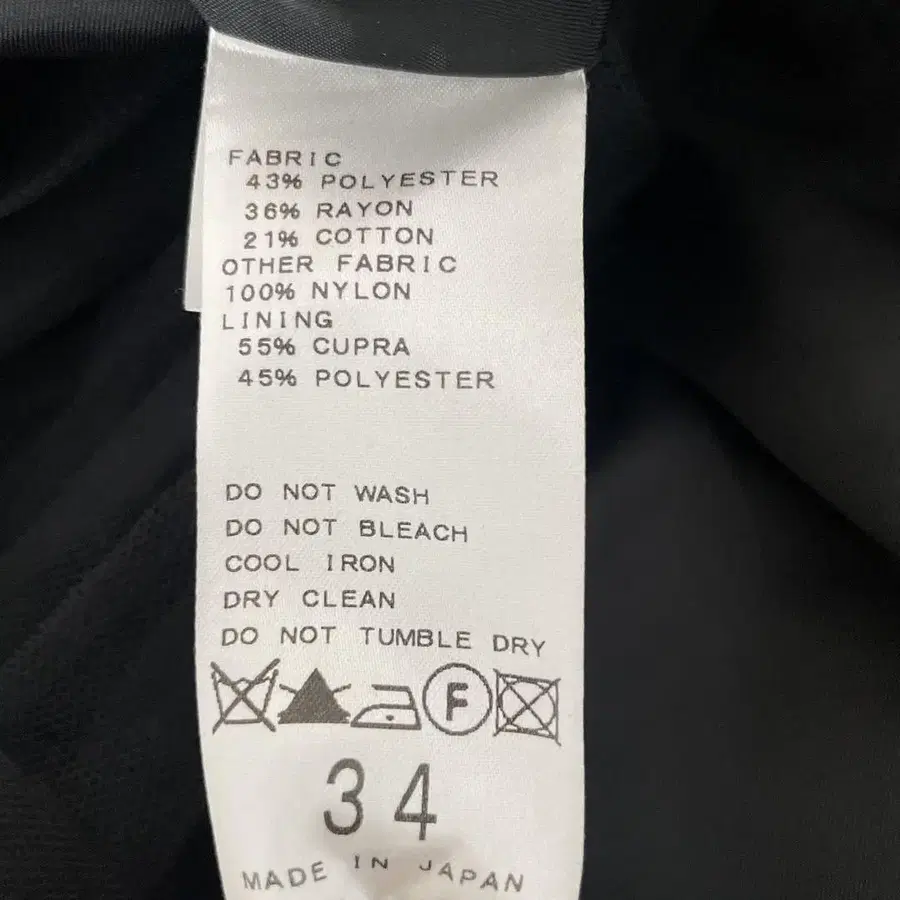 FABRIC
43% POLYESTER
36% RAYON
21% COTTON
OTHER FABRIC
100% NYLON
LINING
55% CUPRA
45% POLYESTER
DO NOT WASH
DO NOT BLEACH
COOL IRON
DRY CLEAN
DO NOT TUMBLE DRY
F
34
MADE IN JAPAN